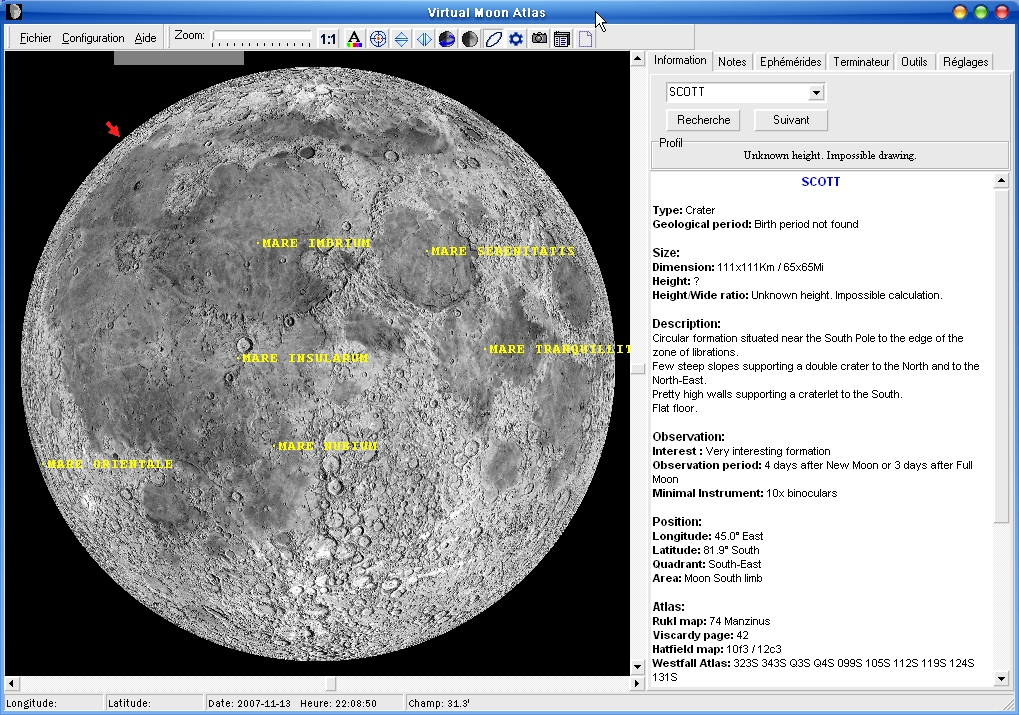 Virtual Moon Atlas
Fichier Configuration Aide Zoom: 1:1 A
Information Notes Ephémérides Terminateur Outils Réglages
SCOTT
Recherche Suivant
Profil
Unknown height. Impossible drawing.
SCOTT
Type: Crater
Geological period: Birth period not found
Size:
Dimension: 111x111Km / 65x65Mi
Height: ?
Height/Wide ratio: Unknown height. Impossible calculation.
Description:
Circular formation situated near the South Pole to the edge of the
zone of librations.
Few steep slopes supporting a double crater to the North and to the
North-East.
Pretty high walls supporting a craterlet to the South.
Flat floor.
Observation:
Interest : Very interesting formation
Observation period: 4 days after New Moon or 3 days after Full
Moon
Minimal Instrument: 10x binoculars
Position:
Longitude: 45.0° East
Latitude: 81.9° South
Quadrant: South-East
Area: Moon South limb
Atlas:
Rukl map: 74 Manzinus
Viscardy page: 42
Hatfield map: 10f3 / 12c3
Westfall Atlas: 323S 343S Q3S Q4S 099S 105S 112S 119S 124S
131S
MARE IMBRIUM
MARE SERENITATIS
MARE INSULARUM
MARE TRANQUILLIT
MARE NUBIUM
MARE ORIENTALE
Longitude: Latitude: Date: 2007-11-13 Heure: 22:08:50 Champ: 31.3'